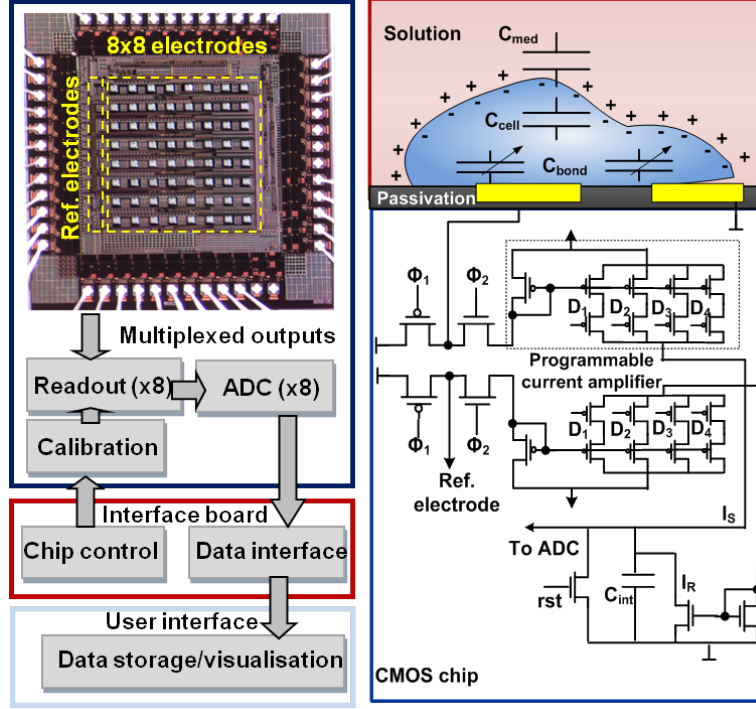 8x8 electrodes
Ref. electrodes
Multiplexed outputs
Readout (x8)
ADC (x8)
Calibration
Interface board
Chip control
Data interface
User interface
Data storage/visualisation
Solution
Cmed
Ccell
Cbond
Passivation
Φ1
Φ2
D1
D2
D3
D4
Programmable
current amplifier
Φ1
Φ2
D1
D2
D3
D4
Ref.
electrode
IS
To ADC
rst
Cint
IR
CMOS chip